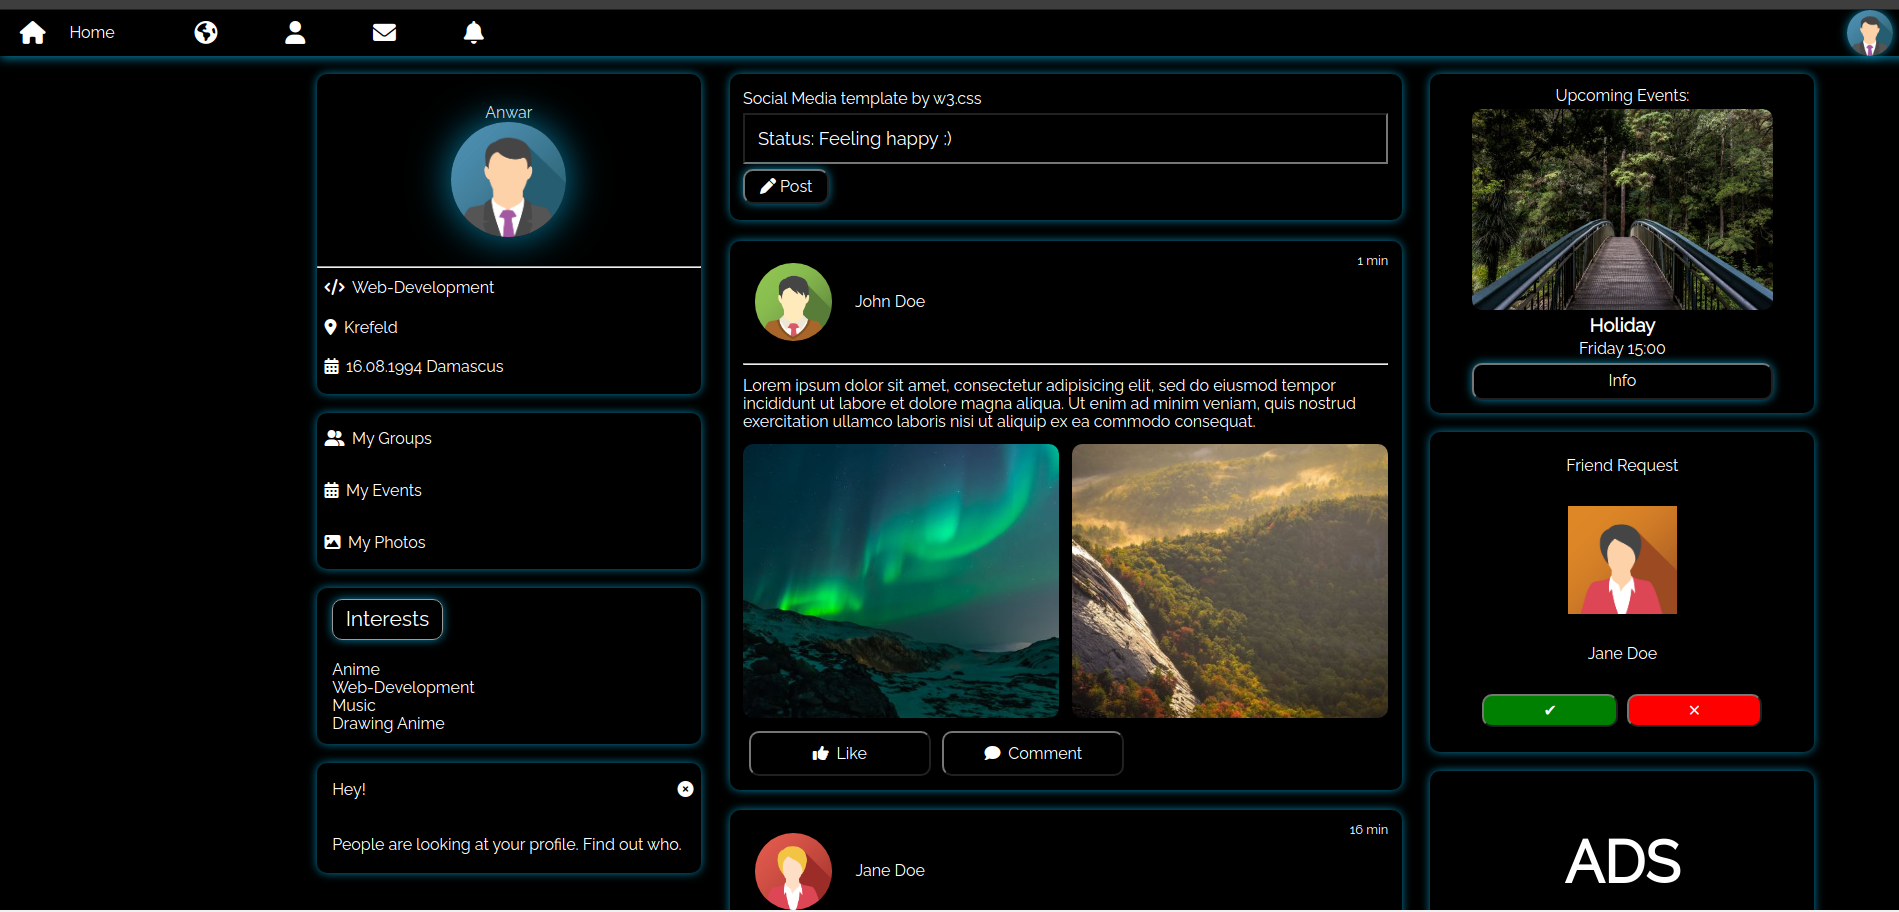 Home
Anwar
Web-Development
Krefeld
16.08.1994 Damascus
My Groups
My Events
My Photos
Interests
Anime
Web-Development
Music
Drawing Anime
Hey!
People are looking at your profile. Find out who.
Social Media template by w3.css
Status: Feeling happy :)
Post
1 min
John Doe
Lorem ipsum dolor sit amet, consectetur adipisicing elit, sed do eiusmod tempor
incididunt ut labore et dolore magna aliqua. Ut enim ad minim veniam, quis nostrud
exercitation ullamco laboris nisi ut aliquip ex ea commodo consequat.
Like
Comment
16 min
Jane Doe
Upcoming Events:
Holiday
Friday 15:00
Info
Friend Request
Jane Doe
ADS